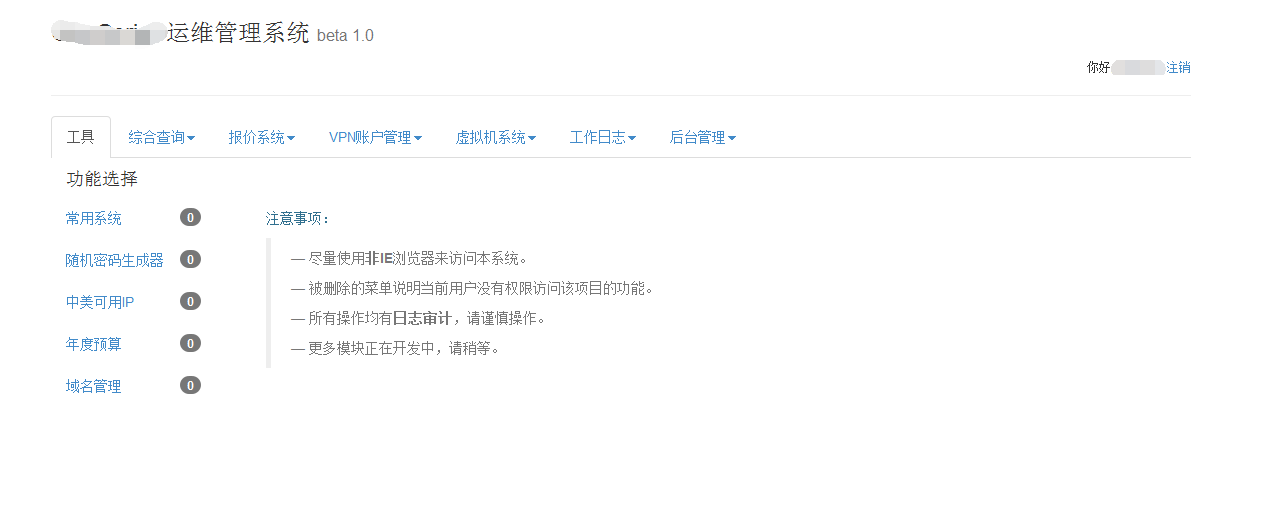 运维管理系统 beta 1.0
你好 注销
工具 综合查询 报价系统 VPN账户管理 虚拟机系统 工作日志 后台管理
功能选择
常用系统 0
随机密码生成器 0
中美可用IP 0
年度预算 0
域名管理 0
注意事项：
— 尽量使用非IE浏览器来访问本系统。
— 被删除的菜单说明当前用户没有权限访问该项目的功能。
— 所有操作均有日志审计，请谨慎操作。
— 更多模块正在开发中，请稍等。